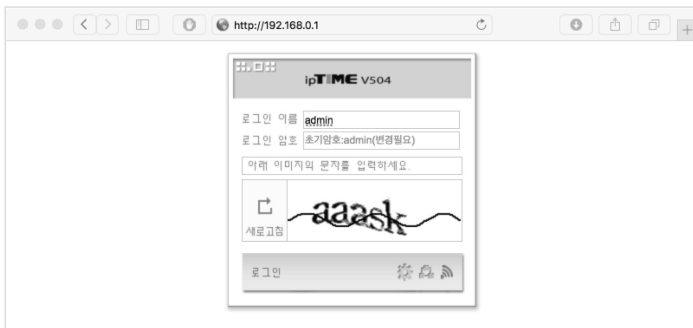 http://192.168.0.1
ipTIME V504
로그인 이름 admin
로그인 암호 초기암호:admin(변경필요)
아래 이미지의 문자를 입력하세요.
aaask
새로고침
로그인